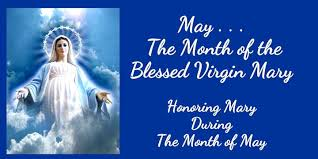 May . . .
The Month of the
Blessed Virgin Mary
Honoring Mary
During
The Month of May